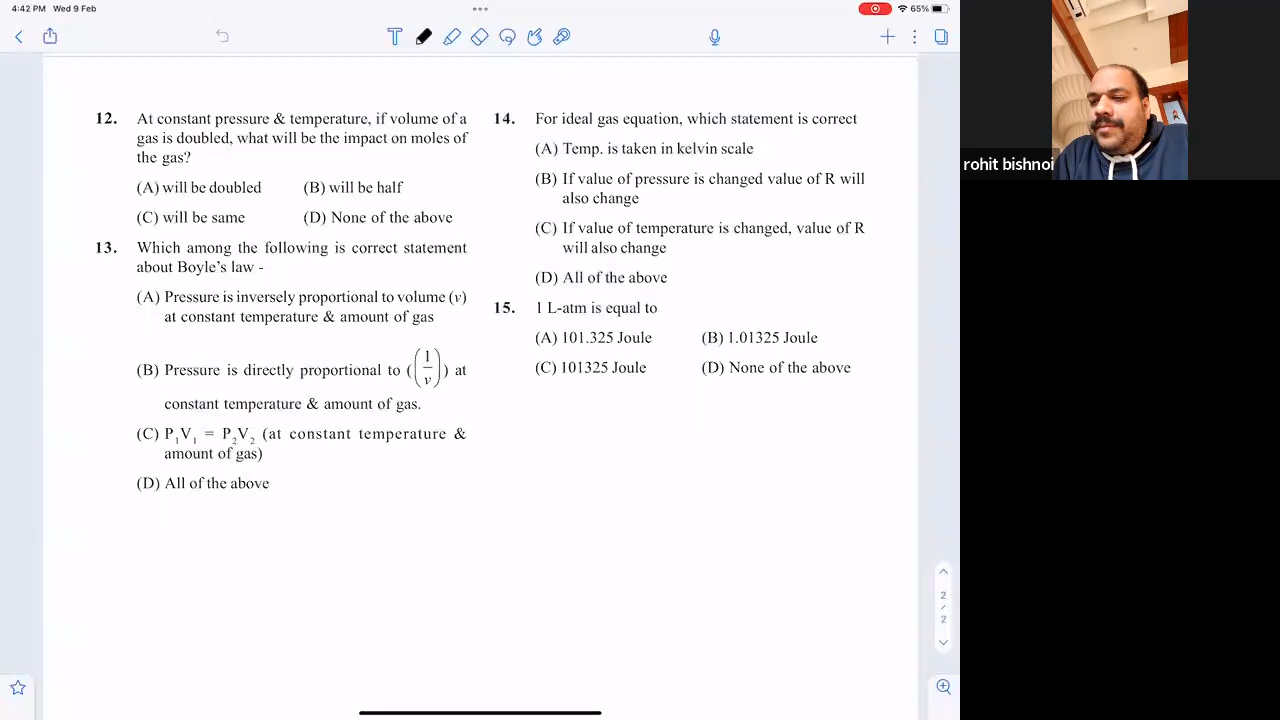 4:42 PM Wed 9 Feb
65%
12. At constant pressure & temperature, if volume of a
gas is doubled, what will be the impact on moles of
the gas?
(A) will be doubled (B) will be half
(C) will be same (D) None of the above
13. Which among the following is correct statement
about Boyle's law -
(A) Pressure is inversely proportional to volume (v)
at constant temperature & amount of gas
(B) Pressure is directly proportional to ((1/v)) at
constant temperature & amount of gas.
(C) P₁V₁ = P₂V₂ (at constant temperature &
amount of gas)
(D) All of the above
14. For ideal gas equation, which statement is correct
(A) Temp. is taken in kelvin scale
(B) If value of pressure is changed value of R will
also change
(C) If value of temperature is changed, value of R
will also change
(D) All of the above
15. 1 L-atm is equal to
(A) 101.325 Joule (B) 1.01325 Joule
(C) 101325 Joule (D) None of the above
2
/
2
rohit bishnoi